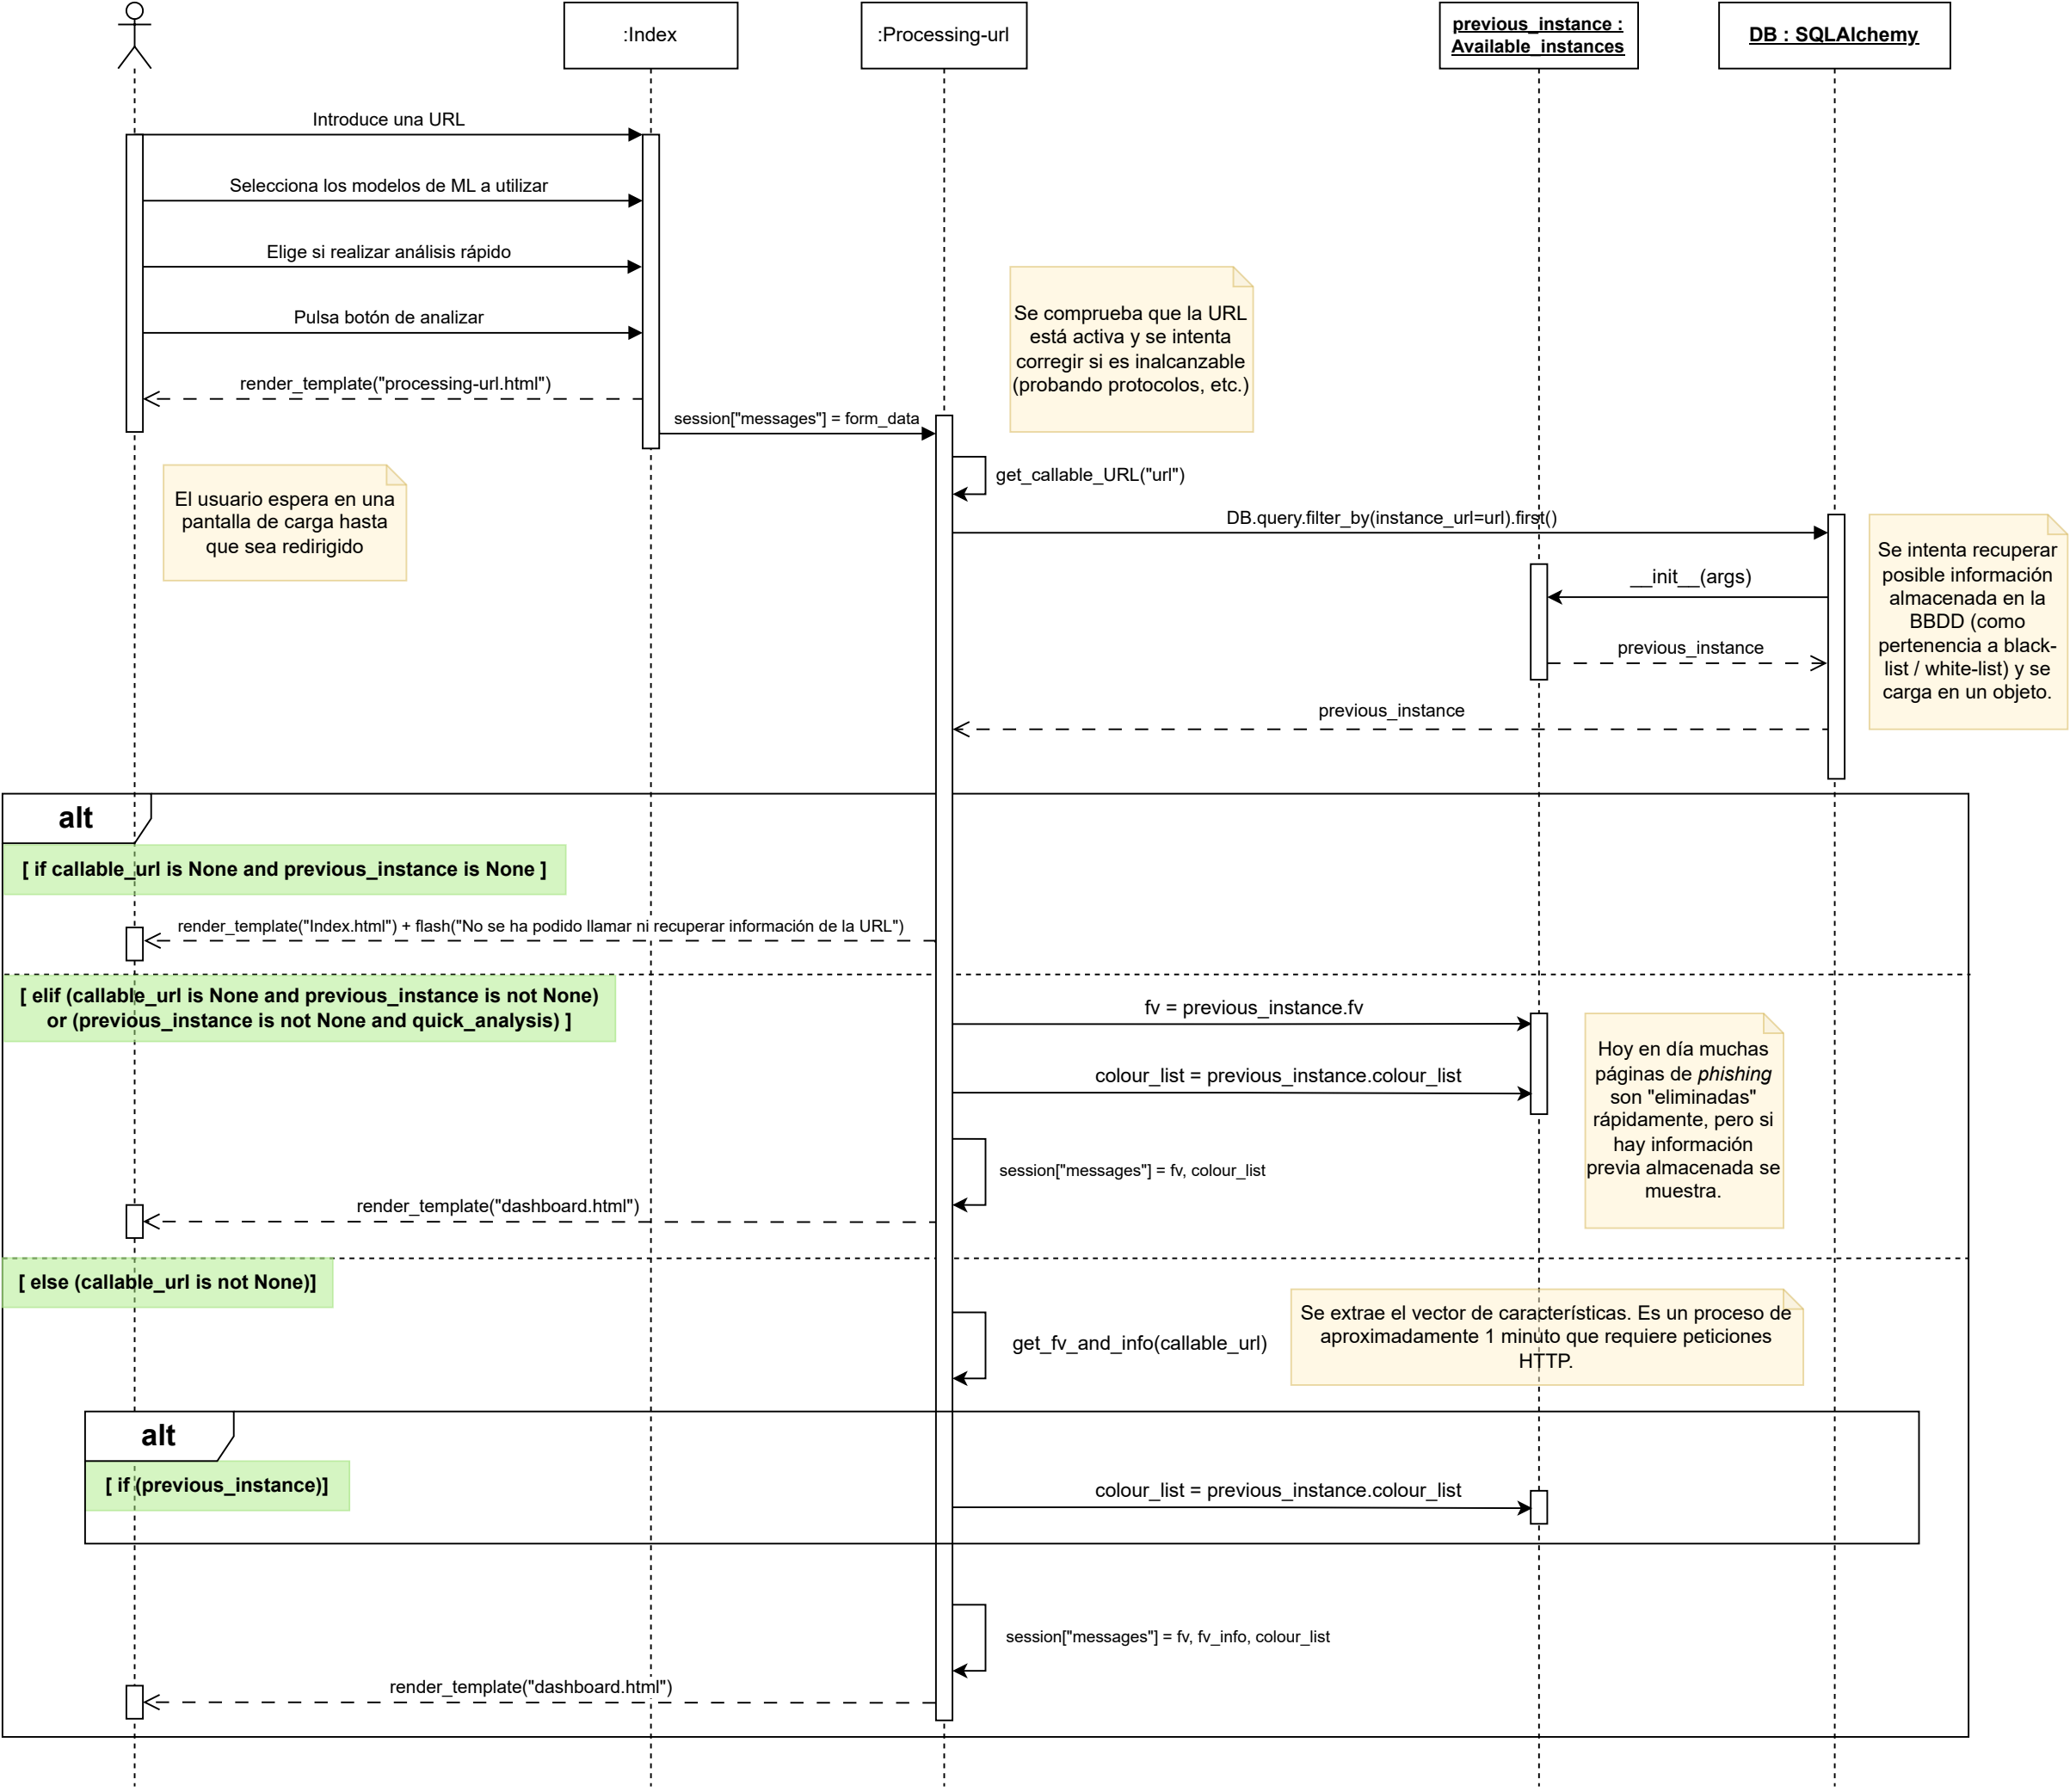 :Index
:Processing-url
previous_instance :
Available_instances
DB : SQLAlchemy
Introduce una URL
Selecciona los modelos de ML a utilizar
Elige si realizar análisis rápido
Pulsa botón de analizar
render_template("processing-url.html")
Se comprueba que la URL
está activa y se intenta
corregir si es inalcanzable
(probando protocolos, etc.)
session["messages"] = form_data
get_callable_URL("url")
El usuario espera en una
pantalla de carga hasta
que sea redirigido
DB.query.filter_by(instance_url=url).first()
__init__(args)
previous_instance
Se intenta recuperar
posible información
almacenada en la
BBDD (como
pertenencia a black-
list / white-list) y se
carga en un objeto.
previous_instance
alt
[ if callable_url is None and previous_instance is None ]
render_template("Index.html") + flash("No se ha podido llamar ni recuperar información de la URL")
[ elif (callable_url is None and previous_instance is not None)
or (previous_instance is not None and quick_analysis) ]
fv = previous_instance.fv
colour_list = previous_instance.colour_list
Hoy en día muchas
páginas de phishing
son "eliminadas"
rápidamente, pero si
hay información
previa almacenada se
muestra.
session["messages"] = fv, colour_list
render_template("dashboard.html")
[ else (callable_url is not None)]
get_fv_and_info(callable_url)
Se extrae el vector de características. Es un proceso de
aproximadamente 1 minuto que requiere peticiones
HTTP.
alt
[ if (previous_instance)]
colour_list = previous_instance.colour_list
session["messages"] = fv, fv_info, colour_list
render_template("dashboard.html")